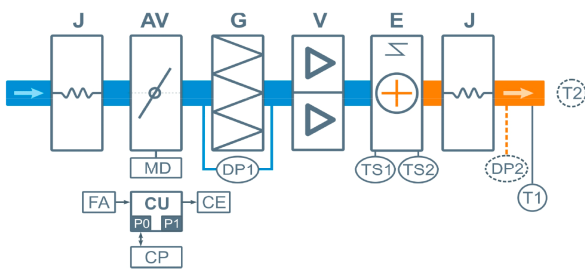 J AV G V E J
T2
MD DP1 TS1 TS2 DP2
T1
FA CU CE
P0 P1
CP